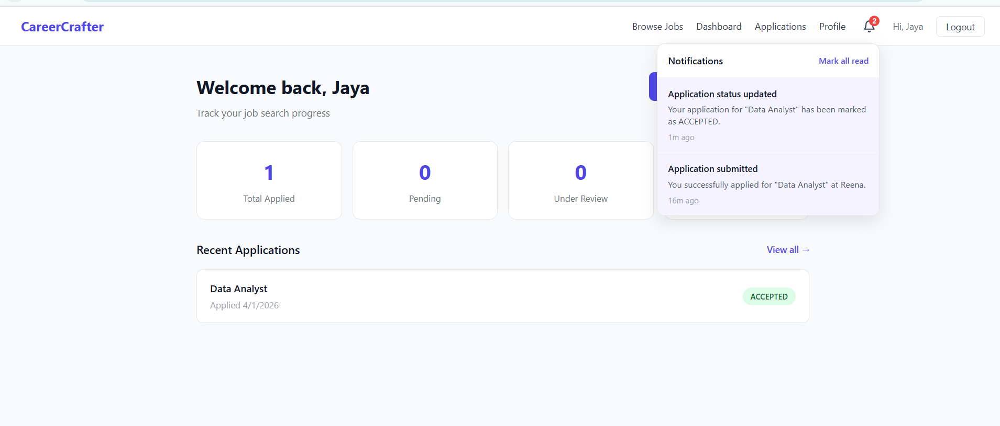 CareerCrafter
Browse Jobs Dashboard Applications Profile 2 Hi, Jaya Logout
Notifications Mark all read
Application status updated
Your application for "Data Analyst" has been marked
as ACCEPTED.
1m ago
Application submitted
You successfully applied for "Data Analyst" at Reena.
16m ago
Welcome back, Jaya
Track your job search progress
1
Total Applied
0
Pending
0
Under Review
Recent Applications View all →
Data Analyst
Applied 4/1/2026
ACCEPTED